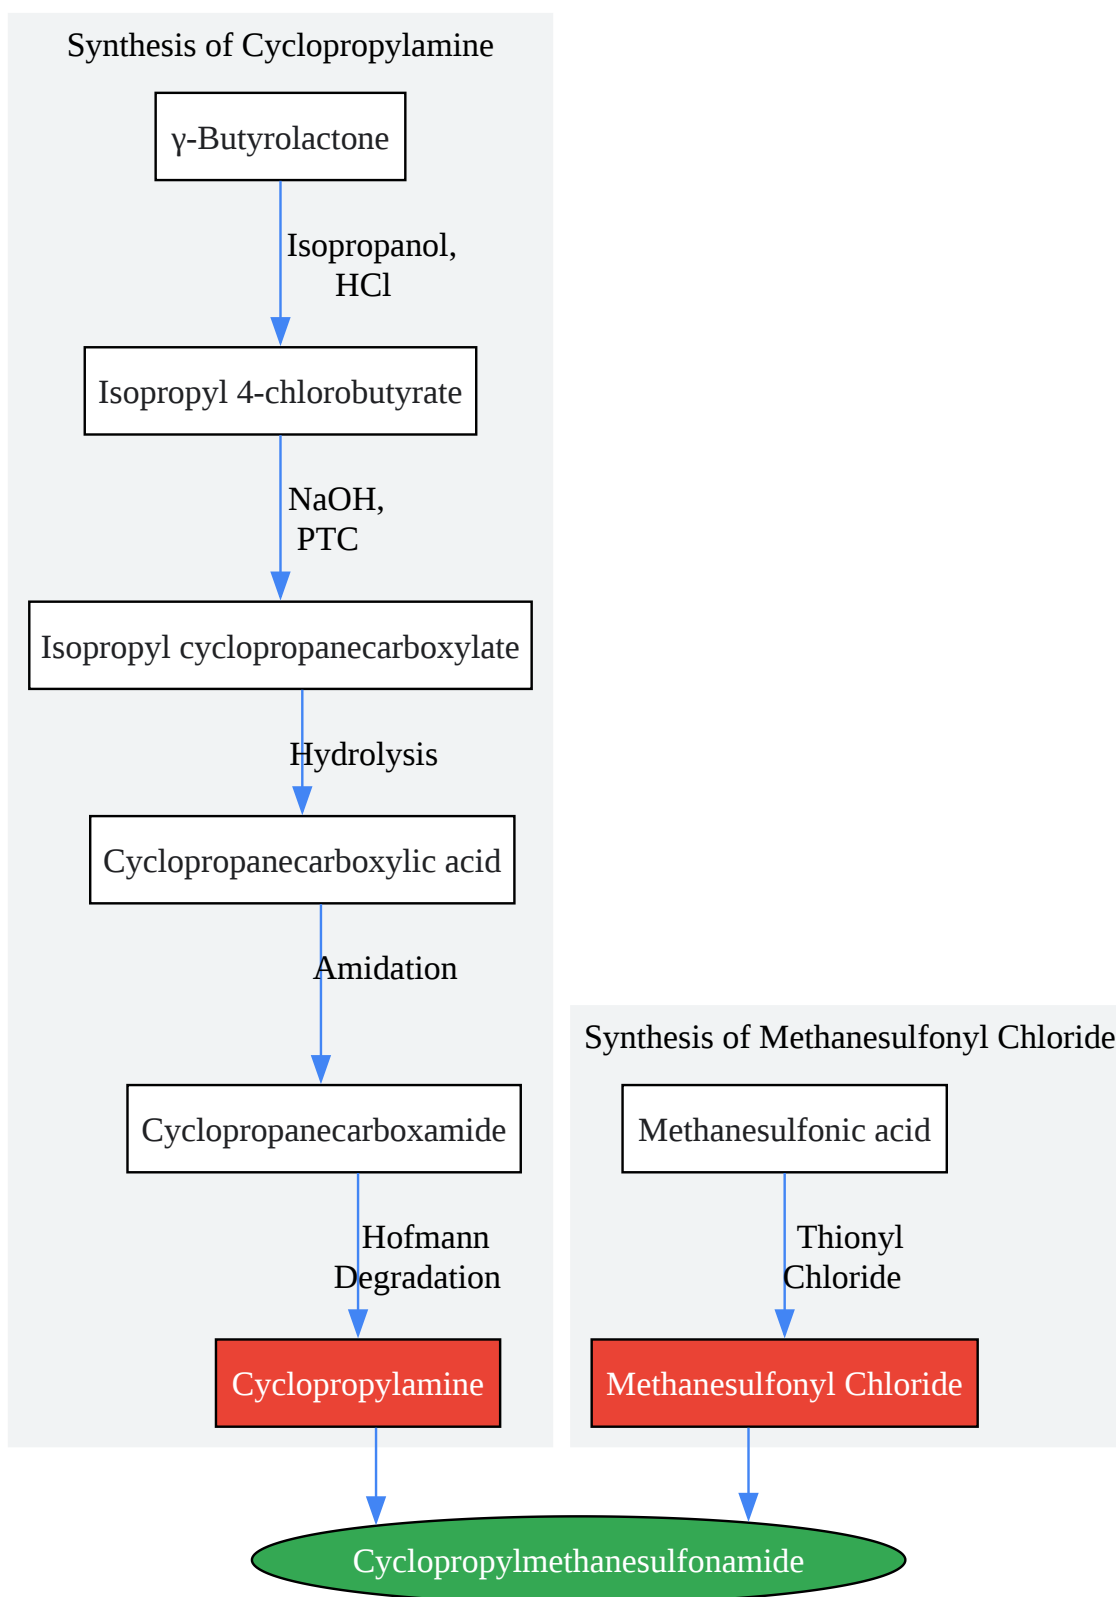 Synthesis of Cyclopropylamine
γ-Butyrolactone
Isopropanol,
HCl
Isopropyl 4-chlorobutyrate
NaOH,
PTC
Isopropyl cyclopropanecarboxylate
Hydrolysis
Cyclopropanecarboxylic acid
Amidation
Cyclopropanecarboxamide
Hofmann
Degradation
Cyclopropylamine
Synthesis of Methanesulfonyl Chloride
Methanesulfonic acid
Thionyl
Chloride
Methanesulfonyl Chloride
Cyclopropylmethanesulfonamide